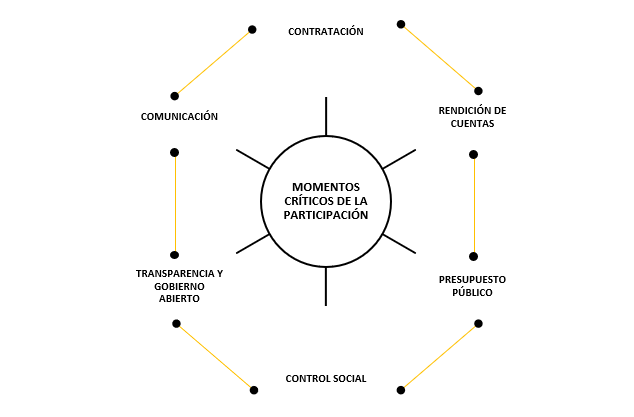 CONTRATACIÓN
COMUNICACIÓN
RENDICIÓN DE
CUENTAS
MOMENTOS
CRÍTICOS DE LA
PARTICIPACIÓN
TRANSPARENCIA Y
GOBIERNO
ABIERTO
PRESUPUESTO
PÚBLICO
CONTROL SOCIAL